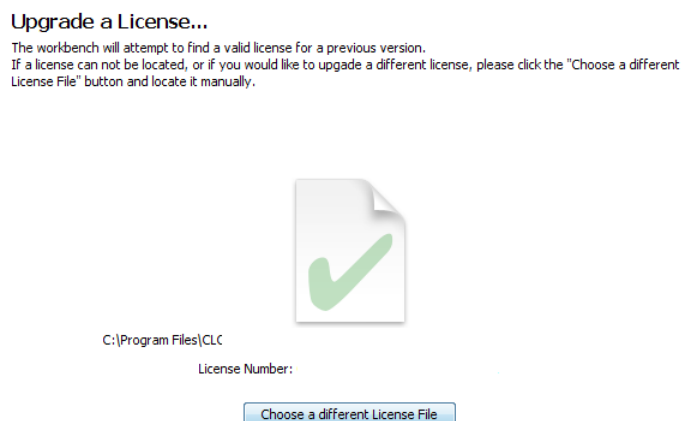 Upgrade a License...
The workbench will attempt to find a valid license for a previous version.
If a license can not be located, or if you would like to upgade a different license, please click the "Choose a different
License File" button and locate it manually.
C:\Program Files\CLC
License Number:
Choose a different License File